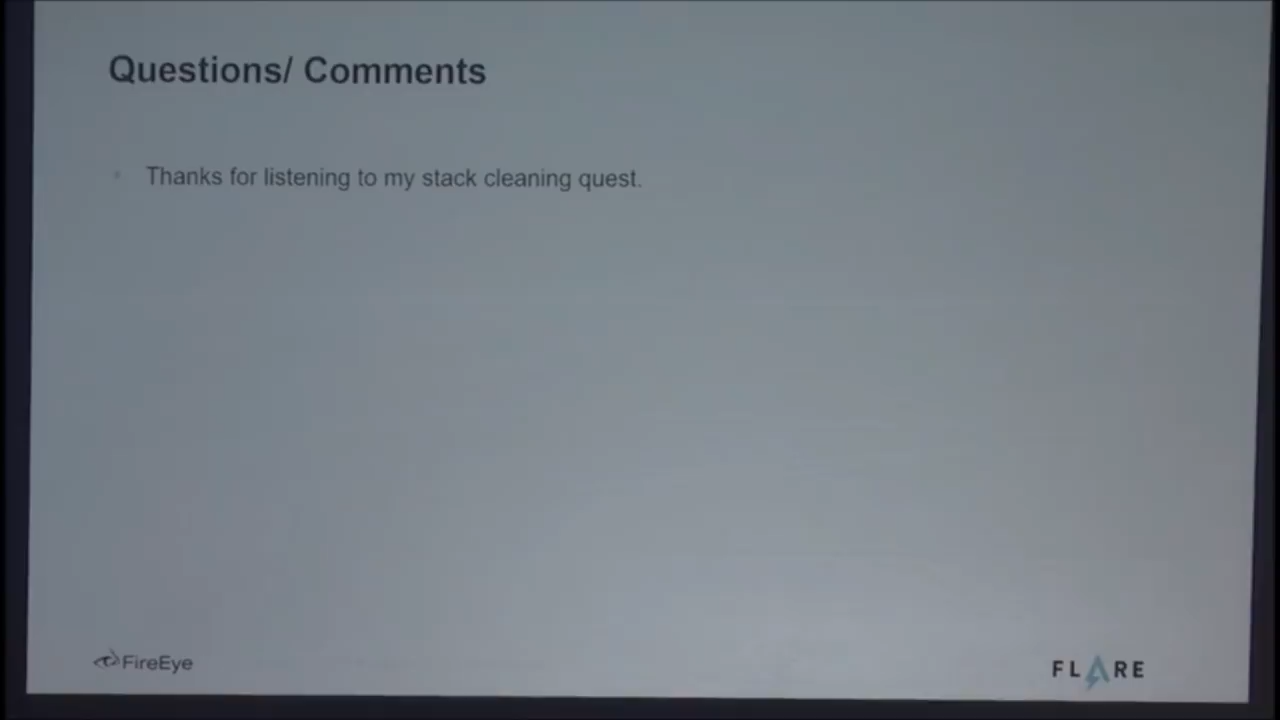 Questions/ Comments
Thanks for listening to my stack cleaning quest.
FireEye
FLARE